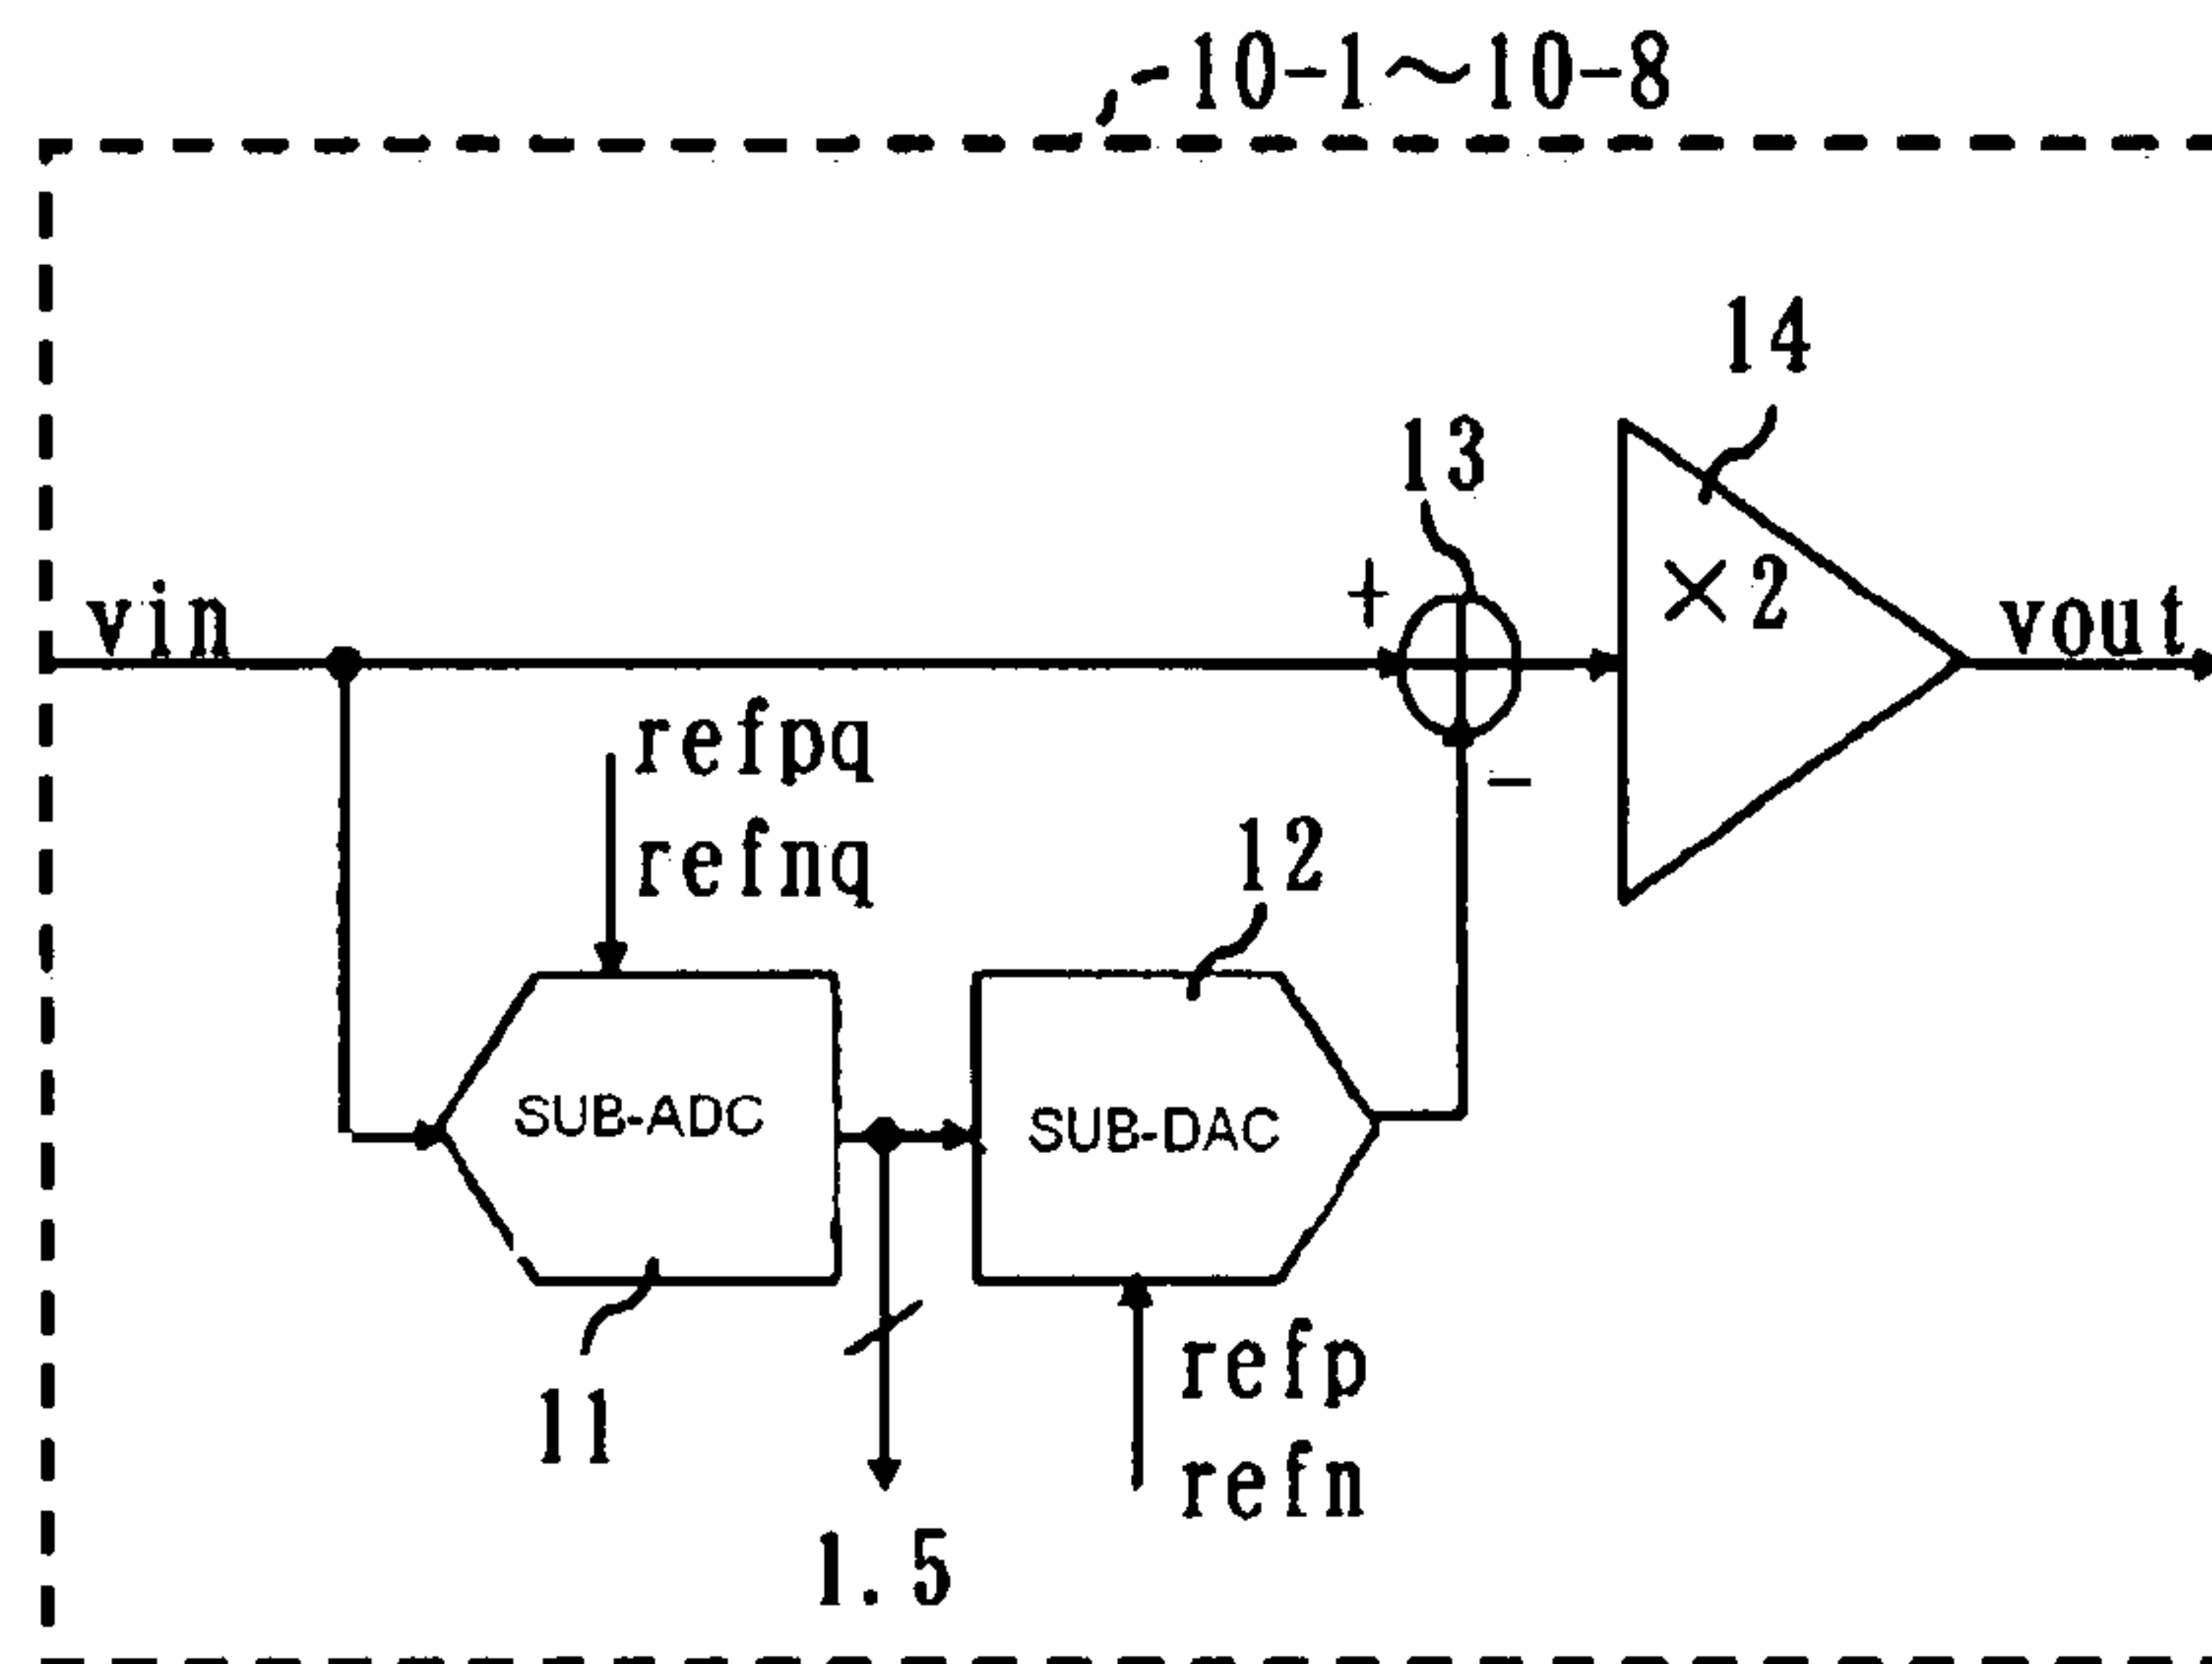 10-1～10-8
14
13
+
×2
vin
vout
refpq
refnq
-
12
SUB-ADC
SUB-DAC
11
refp
refn
1.5